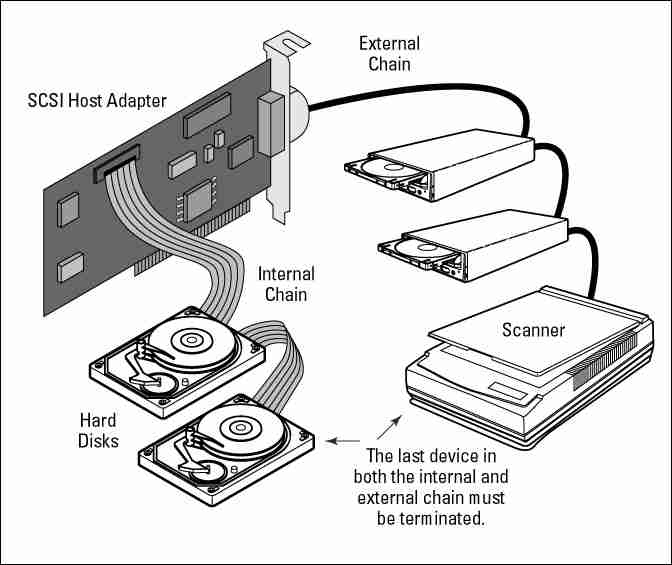 External
Chain
SCSI Host Adapter
Internal
Chain
Scanner
Hard
Disks
The last device in
both the internal and
external chain must
be terminated.